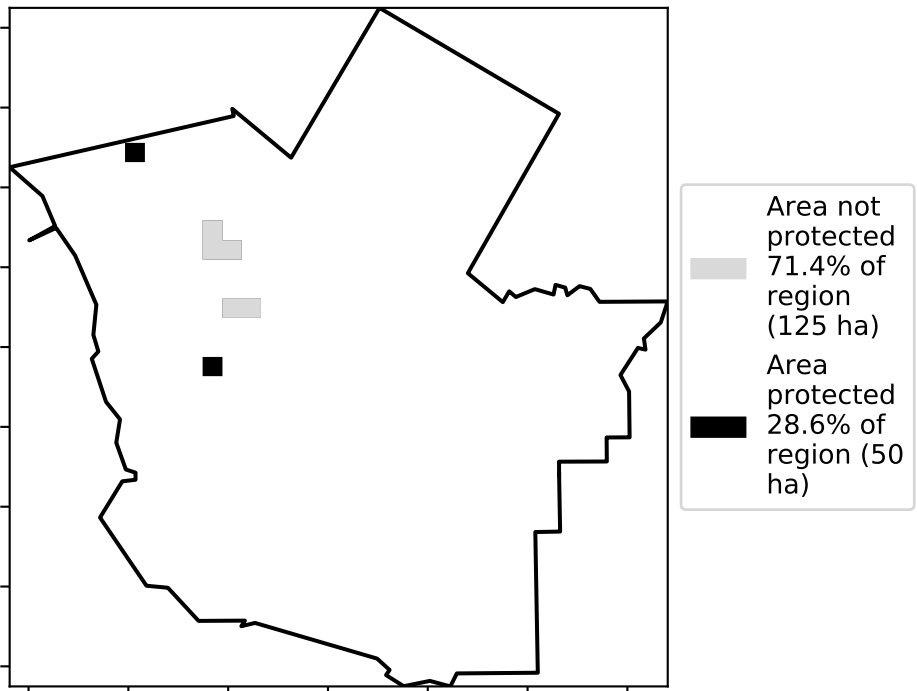 Area not
protected
71.4% of
region
(125 ha)
Area
protected
28.6% of
region (50
ha)